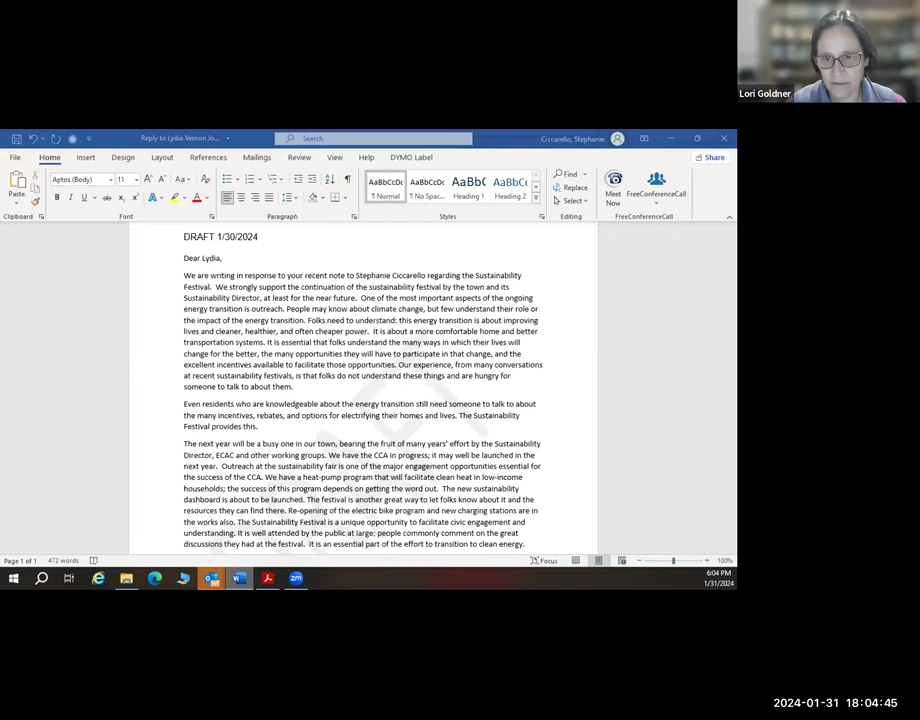 Lori Goldner
Reply to Lydia Vernon Jo...
Search
Ciccarello, Stephanie
File Home Insert Design Layout References Mailings Review View Help DYMO Label Share
Paste
Aptos (Body) 11 A A Aa
B I U ab A A
AaBbCcDc AaBbCcDc AaBbC AaBbCc
¶ Normal ¶ No Spac... Heading 1 Heading 2
Find
Replace
Select
Meet Now
FreeConferenceCall
Clipboard Font Paragraph Styles Editing FreeConferenceCall
DRAFT 1/30/2024
Dear Lydia,
We are writing in response to your recent note to Stephanie Ciccarello regarding the Sustainability
Festival. We strongly support the continuation of the sustainability festival by the town and its
Sustainability Director, at least for the near future. One of the most important aspects of the ongoing
energy transition is outreach. People may know about climate change, but few understand their role or
the impact of the energy transition. Folks need to understand: this energy transition is about improving
lives and cleaner, healthier, and often cheaper power. It is about a more comfortable home and better
transportation systems. It is essential that folks understand the many ways in which their lives will
change for the better, the many opportunities they will have to participate in that change, and the
excellent incentives available to facilitate those opportunities. Our experience, from many conversations
at recent sustainability festivals, is that folks do not understand these things and are hungry for
someone to talk to about them.
Even residents who are knowledgeable about the energy transition still need someone to talk to about
the many incentives, rebates, and options for electrifying their homes and lives. The Sustainability
Festival provides this.
The next year will be a busy one in our town, bearing the fruit of many years' effort by the Sustainability
Director, ECAC and other working groups. We have the CCA in progress; it may well be launched in the
next year. Outreach at the sustainability fair is one of the major engagement opportunities essential for
the success of the CCA. We have a heat-pump program that will facilitate clean heat in low-income
households; the success of this program depends on getting the word out. The new sustainability
dashboard is about to be launched. The festival is another great way to let folks know about it and the
resources they can find there. Re-opening of the electric bike program and new charging stations are in
the works also. The Sustainability Festival is a unique opportunity to facilitate civic engagement and
understanding. It is well attended by the public at large; people commonly comment on the great
discussions they had at the festival. It is an essential part of the effort to transition to clean energy.
DRAFT
Page 1 of 1 472 words Focus 100%
6:04 PM
1/31/2024
2024-01-31 18:04:45